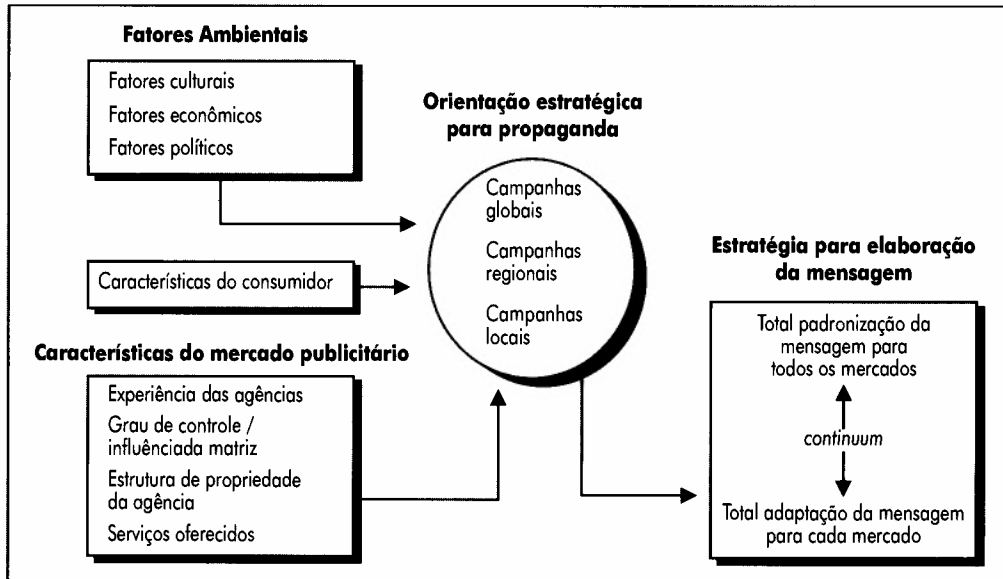 Fatores Ambientais
Fatores culturais
Fatores econômicos
Fatores políticos
Orientação estratégica
para propaganda
Campanhas
globais
Campanhas
regionais
Campanhas
locais
Características do consumidor
Características do mercado publicitário
Experiência das agências
Grau de controle /
influênciada matriz
Estrutura de propriedade
da agência
Serviços oferecidos
Estratégia para elaboração
da mensagem
Total padronização da
mensagem para
todos os mercados
continuum
Total adaptação da mensagem
para cada mercado